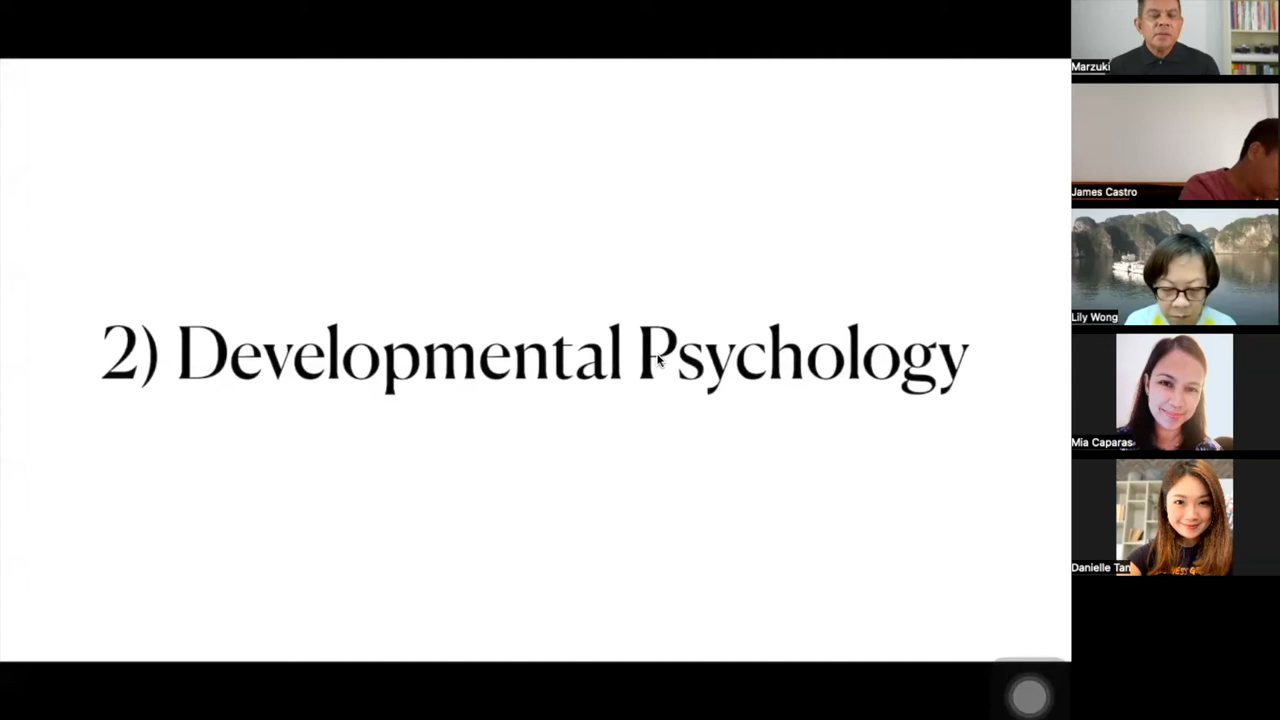 2) Developmental Psychology
Marzuki
James Castro
Lily Wong
Mia Caparas
Danielle Tan